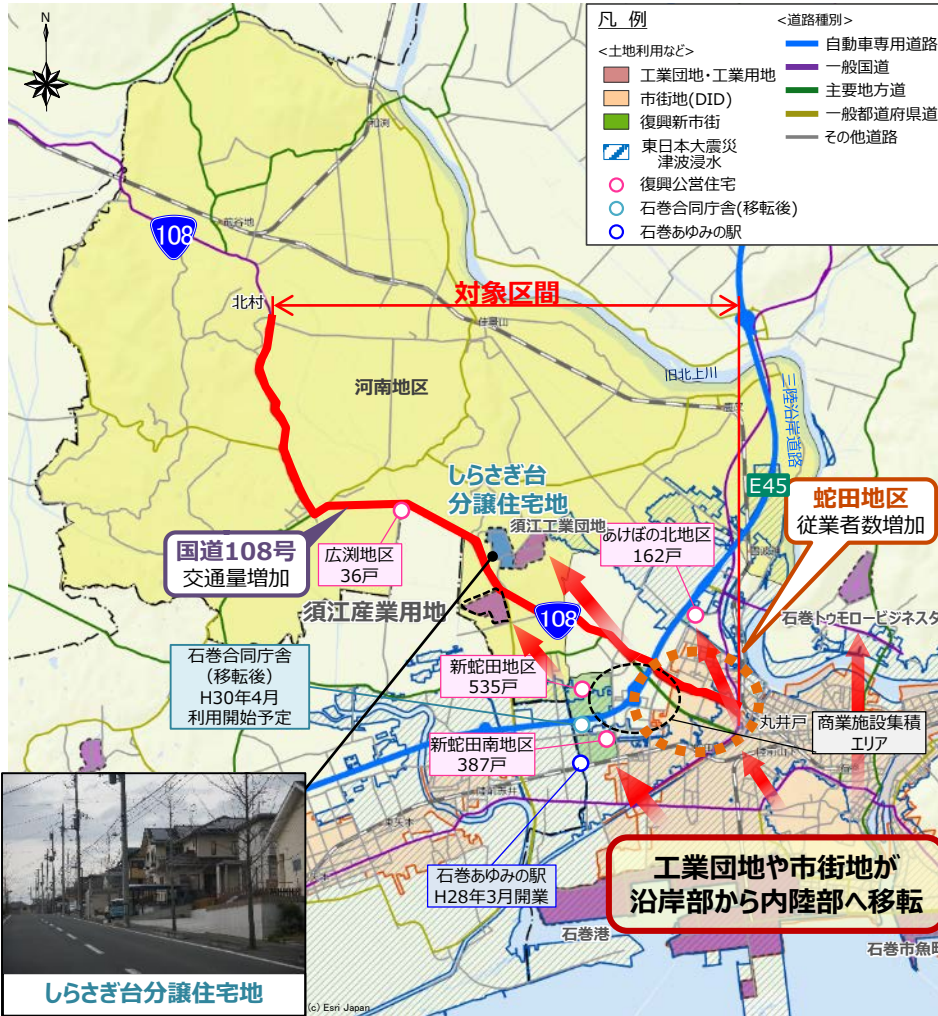 N
凡 例
<土地利用など>
工業団地・工業用地
市街地(DID)
復興新市街
東日本大震災
津波浸水
復興公営住宅
石巻合同庁舎(移転後)
石巻あゆみの駅
<道路種別>
自動車専用道路
一般国道
主要地方道
一般都道府県道
その他道路
和渕
前谷地
108
北村
対象区間
佳景山
旧北上川
河南地区
三陸沿岸道路
E45
しらさぎ台
分譲住宅地
須江工業団地
蛇田地区
従業者数増加
あけぼの北地区
162戸
国道108号
交通量増加
広渕地区
36戸
須江産業用地
108
石巻トゥモロービジネスタ
石巻合同庁舎
(移転後)
H30年4月
利用開始予定
新蛇田地区
535戸
丸井戸
商業施設集積
エリア
新蛇田南地区
387戸
陸前赤井
東矢本
石巻あゆみの駅
H28年3月開業
工業団地や市街地が
沿岸部から内陸部へ移転
石巻港
石巻市魚町
しらさぎ台分譲住宅地
(c) Esri Japan